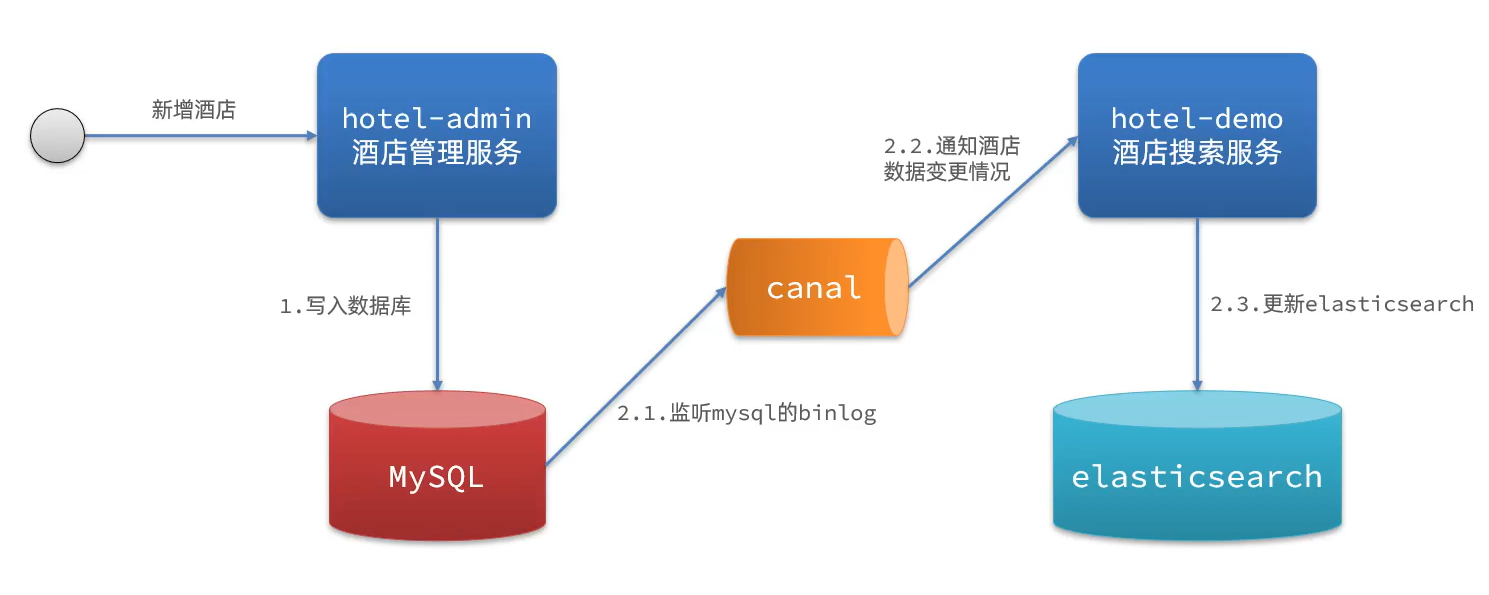 新增酒店
hotel-admin
酒店管理服务
1.写入数据库
MySQL
2.1.监听mysql的binlog
canal
2.2.通知酒店
数据变更情况
hotel-demo
酒店搜索服务
2.3.更新elasticsearch
elasticsearch